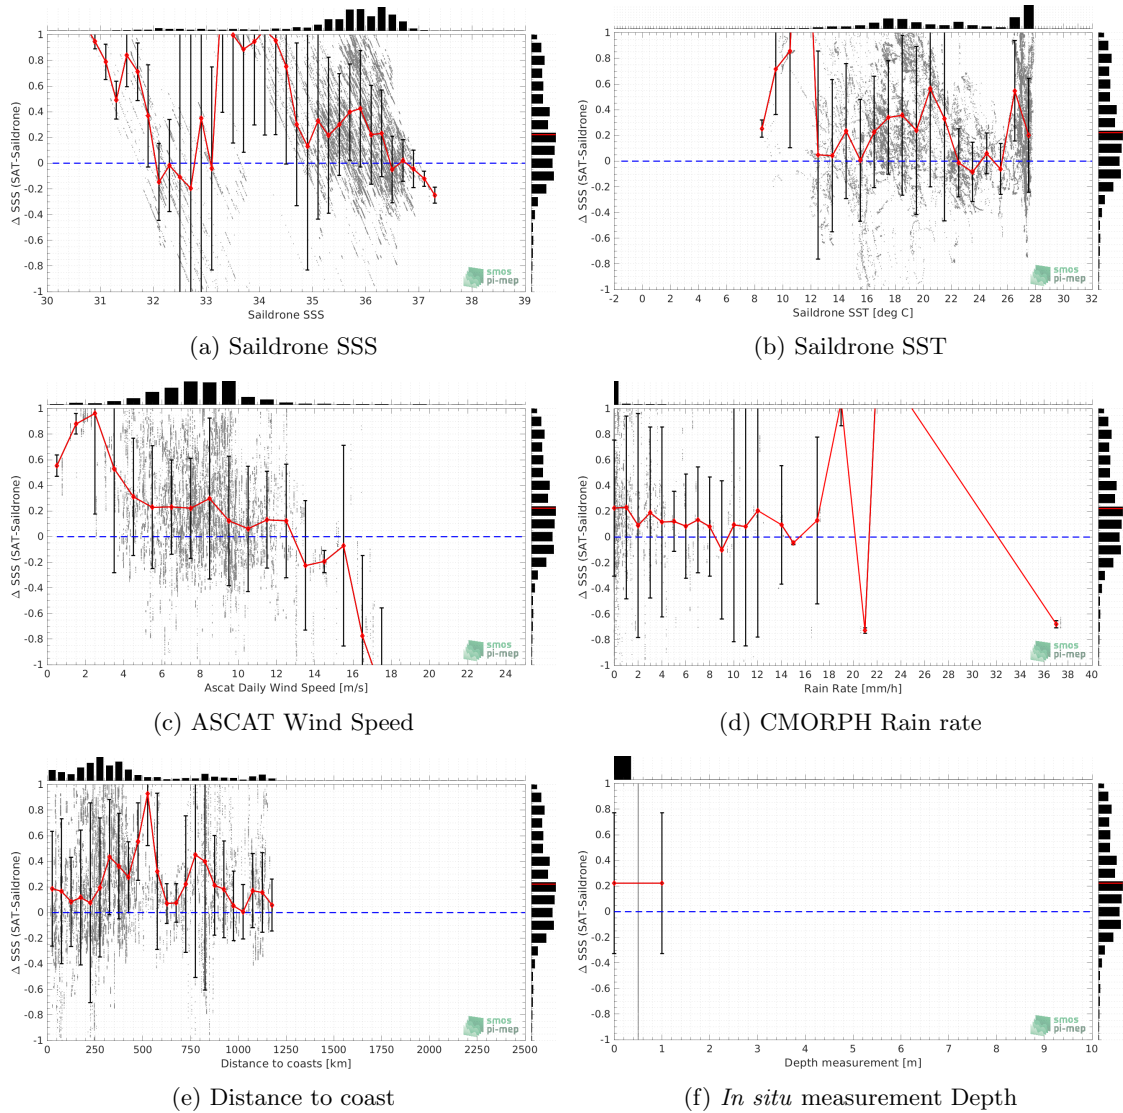 Δ SSS (SAT-Saildrone)
1
0.8
0.6
0.4
0.2
0
-0.2
-0.4
-0.6
-0.8
-1
30 31 32 33 34 35 36 37 38 39
Saildrone SSS
smos
pi-mep
(a) Saildrone SSS
Δ SSS (SAT-Saildrone)
1
0.8
0.6
0.4
0.2
0
-0.2
-0.4
-0.6
-0.8
-1
-2 0 2 4 6 8 10 12 14 16 18 20 22 24 26 28 30 32
Saildrone SST [deg C]
smos
pi-mep
(b) Saildrone SST
Δ SSS (SAT-Saildrone)
1
0.8
0.6
0.4
0.2
0
-0.2
-0.4
-0.6
-0.8
-1
0 2 4 6 8 10 12 14 16 18 20 22 24
Ascat Daily Wind Speed [m/s]
smos
pi-mep
(c) ASCAT Wind Speed
Δ SSS (SAT-Saildrone)
1
0.8
0.6
0.4
0.2
0
-0.2
-0.4
-0.6
-0.8
-1
0 2 4 6 8 10 12 14 16 18 20 22 24 26 28 30 32 34 36 38 40
Rain Rate [mm/h]
smos
pi-mep
(d) CMORPH Rain rate
Δ SSS (SAT-Saildrone)
1
0.8
0.6
0.4
0.2
0
-0.2
-0.4
-0.6
-0.8
-1
0 250 500 750 1000 1250 1500 1750 2000 2250 2500
Distance to coasts [km]
smos
pi-mep
(e) Distance to coast
Δ SSS (SAT-Saildrone)
1
0.8
0.6
0.4
0.2
0
-0.2
-0.4
-0.6
-0.8
-1
0 1 2 3 4 5 6 7 8 9 10
Depth measurement [m]
smos
pi-mep
(f) In situ measurement Depth